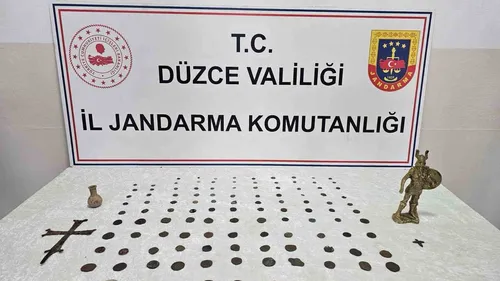 T.C.
DÜZCE VALİLİĞİ
İL JANDARMA KOMUTANLIĞI
JANDARMA